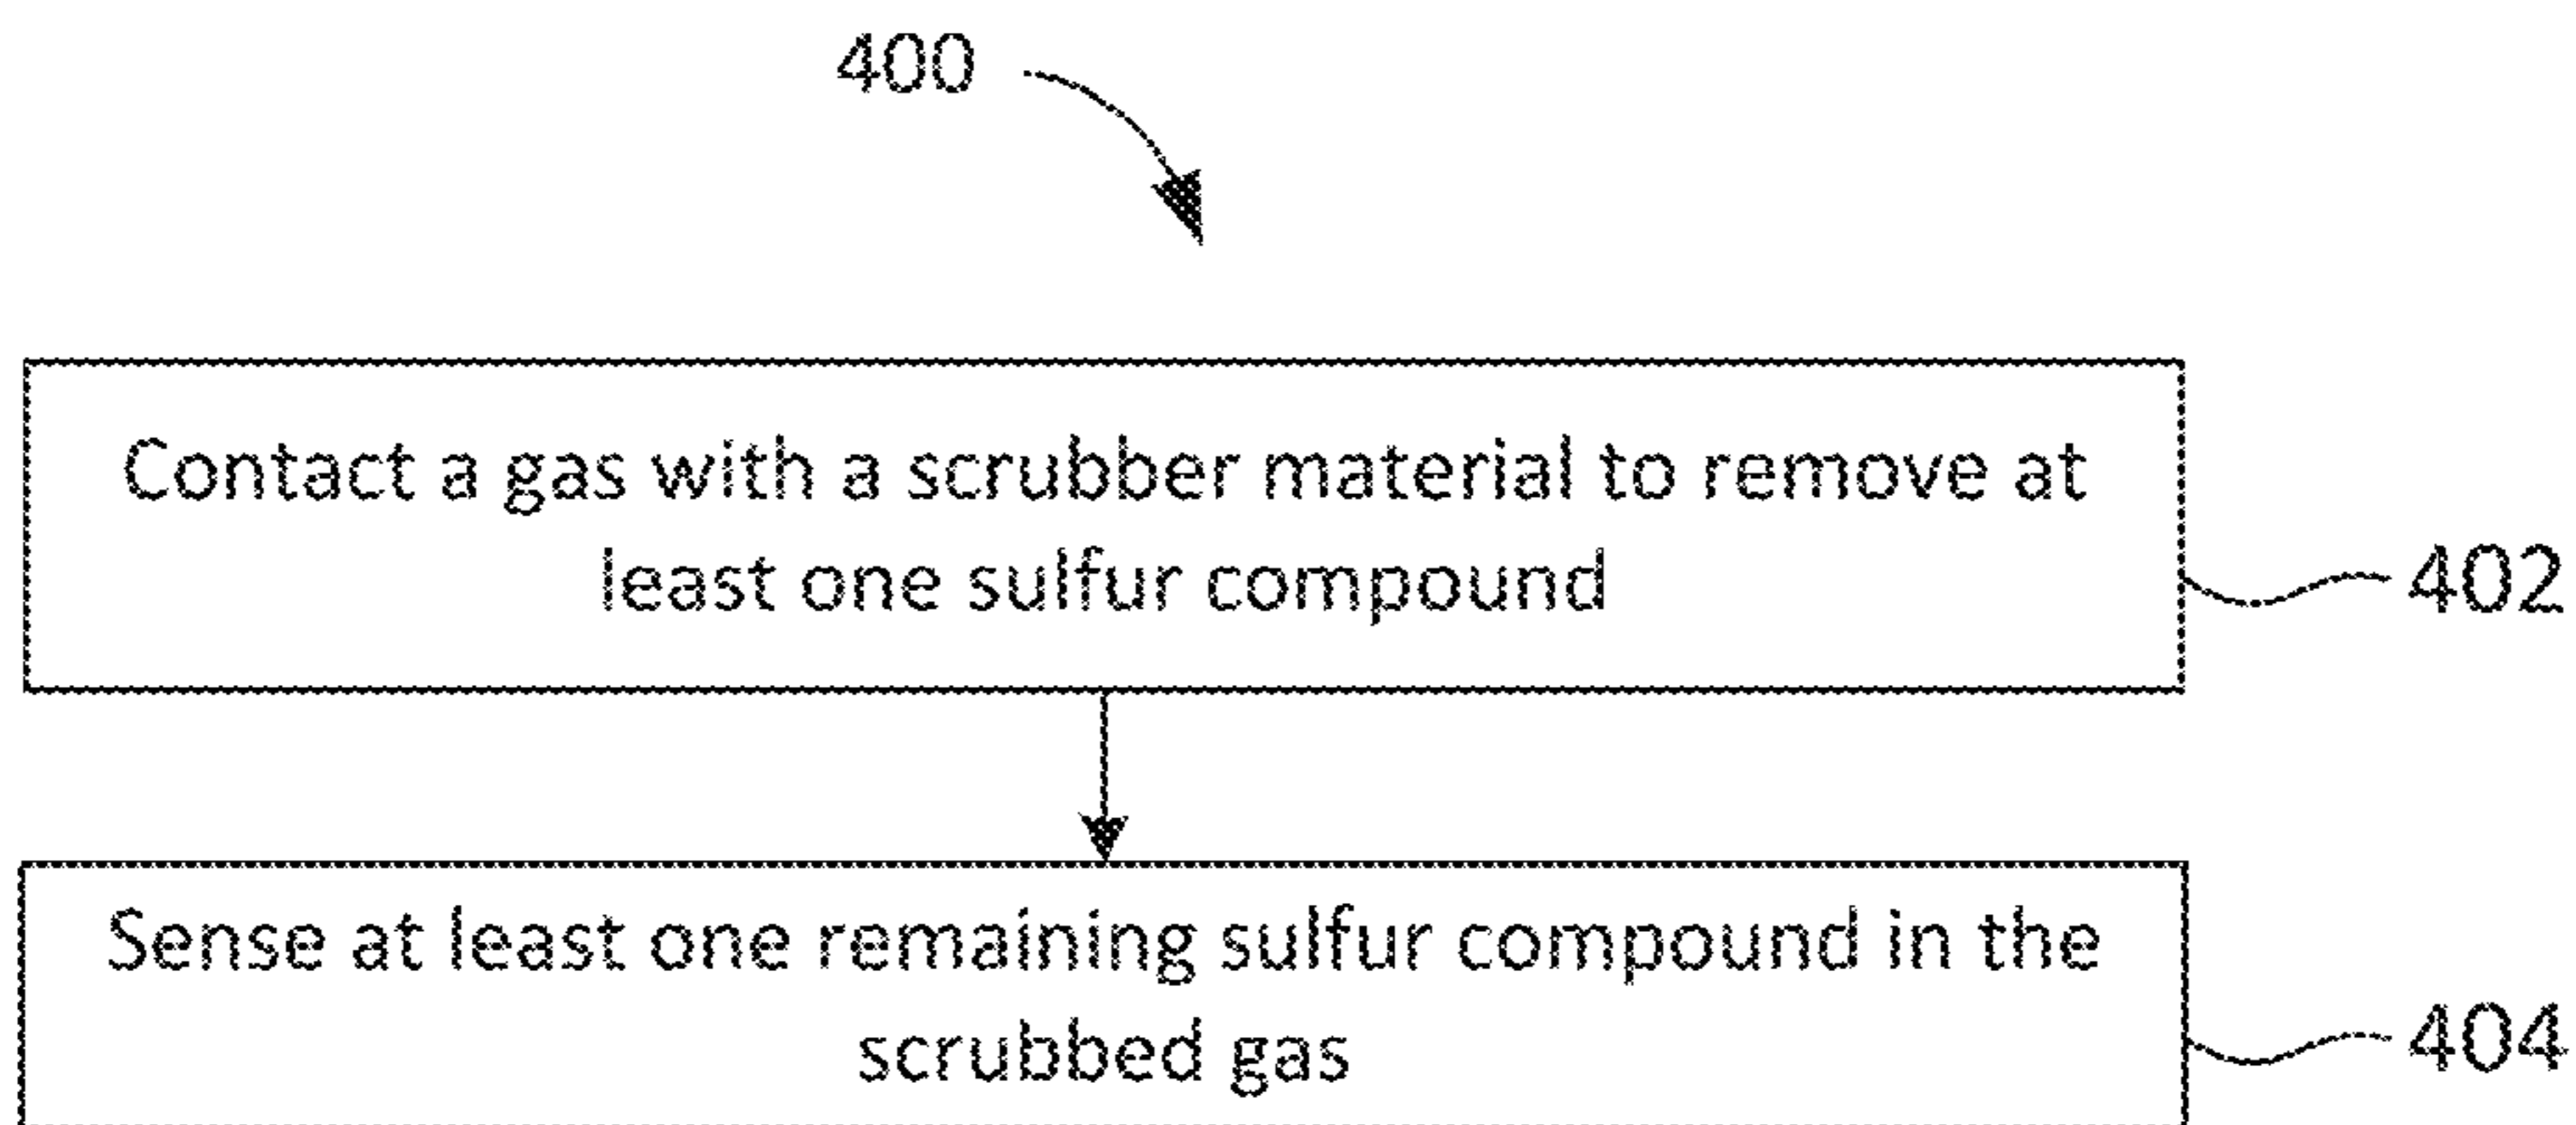 400
Contact a gas with a scrubber material to remove at
least one sulfur compound
402
Sense at least one remaining sulfur compound in the
scrubbed gas
404